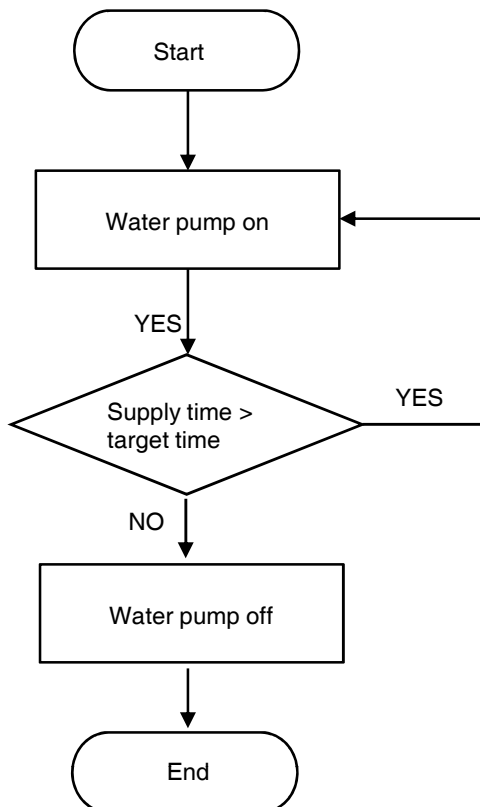 Start
Water pump on
YES
Supply time >
target time
YES
NO
Water pump off
End